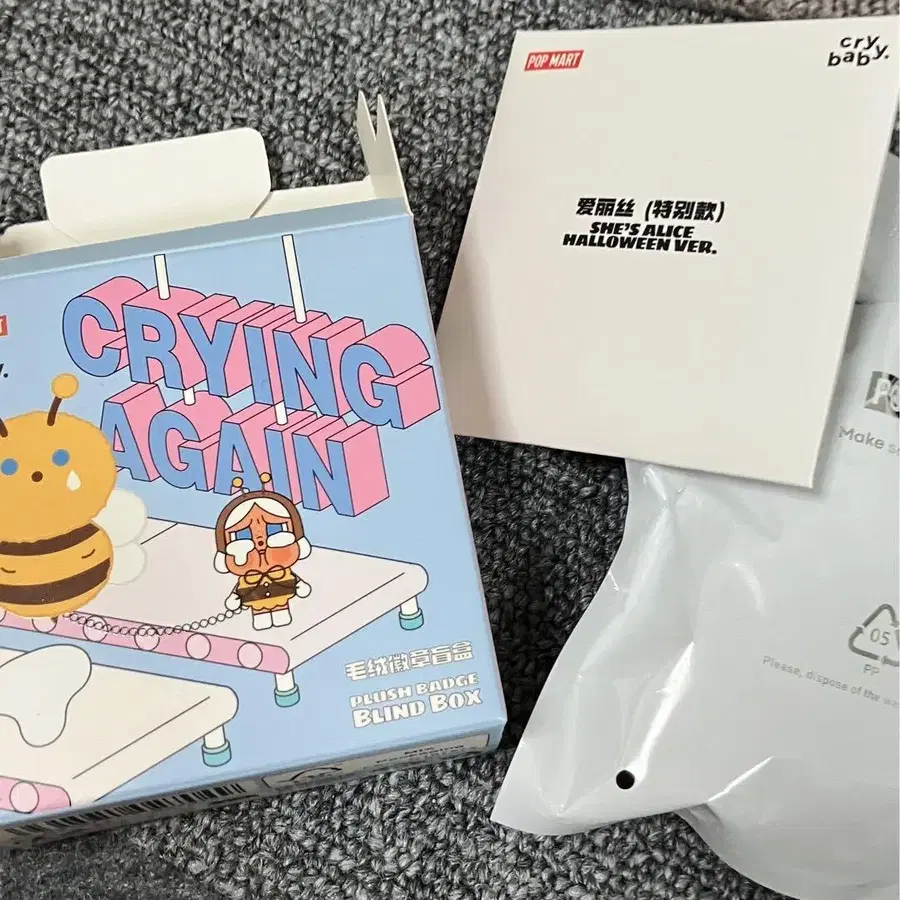 CRYING
AGAIN
毛绒徽章盲盒
PLUSH BADGE
BLIND BOX
POP MART
cry
baby.
爱丽丝（特别款）
SHE'S ALICE
HALLOWEEN VER.
Make
05
PP
Please, dispose of the